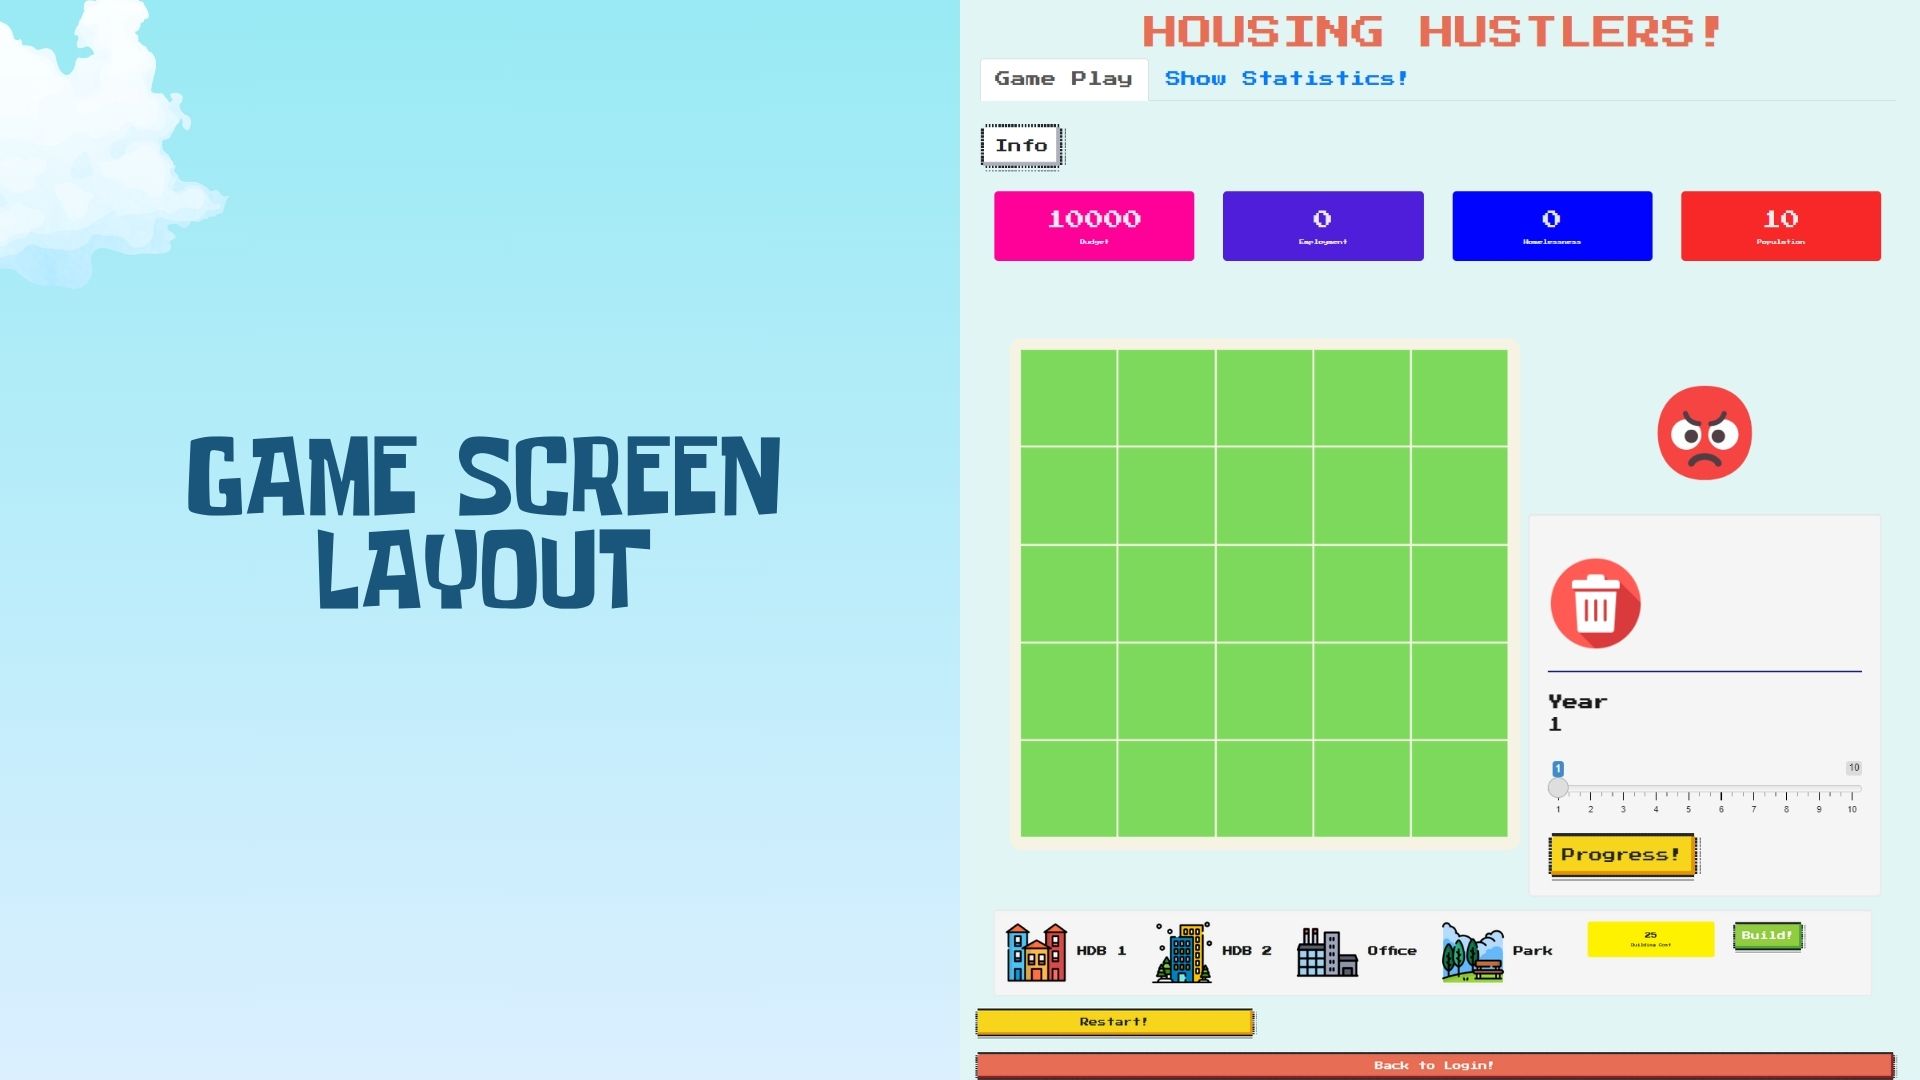 GAME SCREEN
LAYOUT
HOUSING HUSTLERS!
Game Play
Show Statistics!
Info
10000
Budget
0
Employment
0
Homelessness
10
Population
Year
1
1
10
1 2 3 4 5 6 7 8 9 10
Progress!
HDB 1
HDB 2
Office
Park
25
Building Cost
Build!
Restart!
Back to Login!